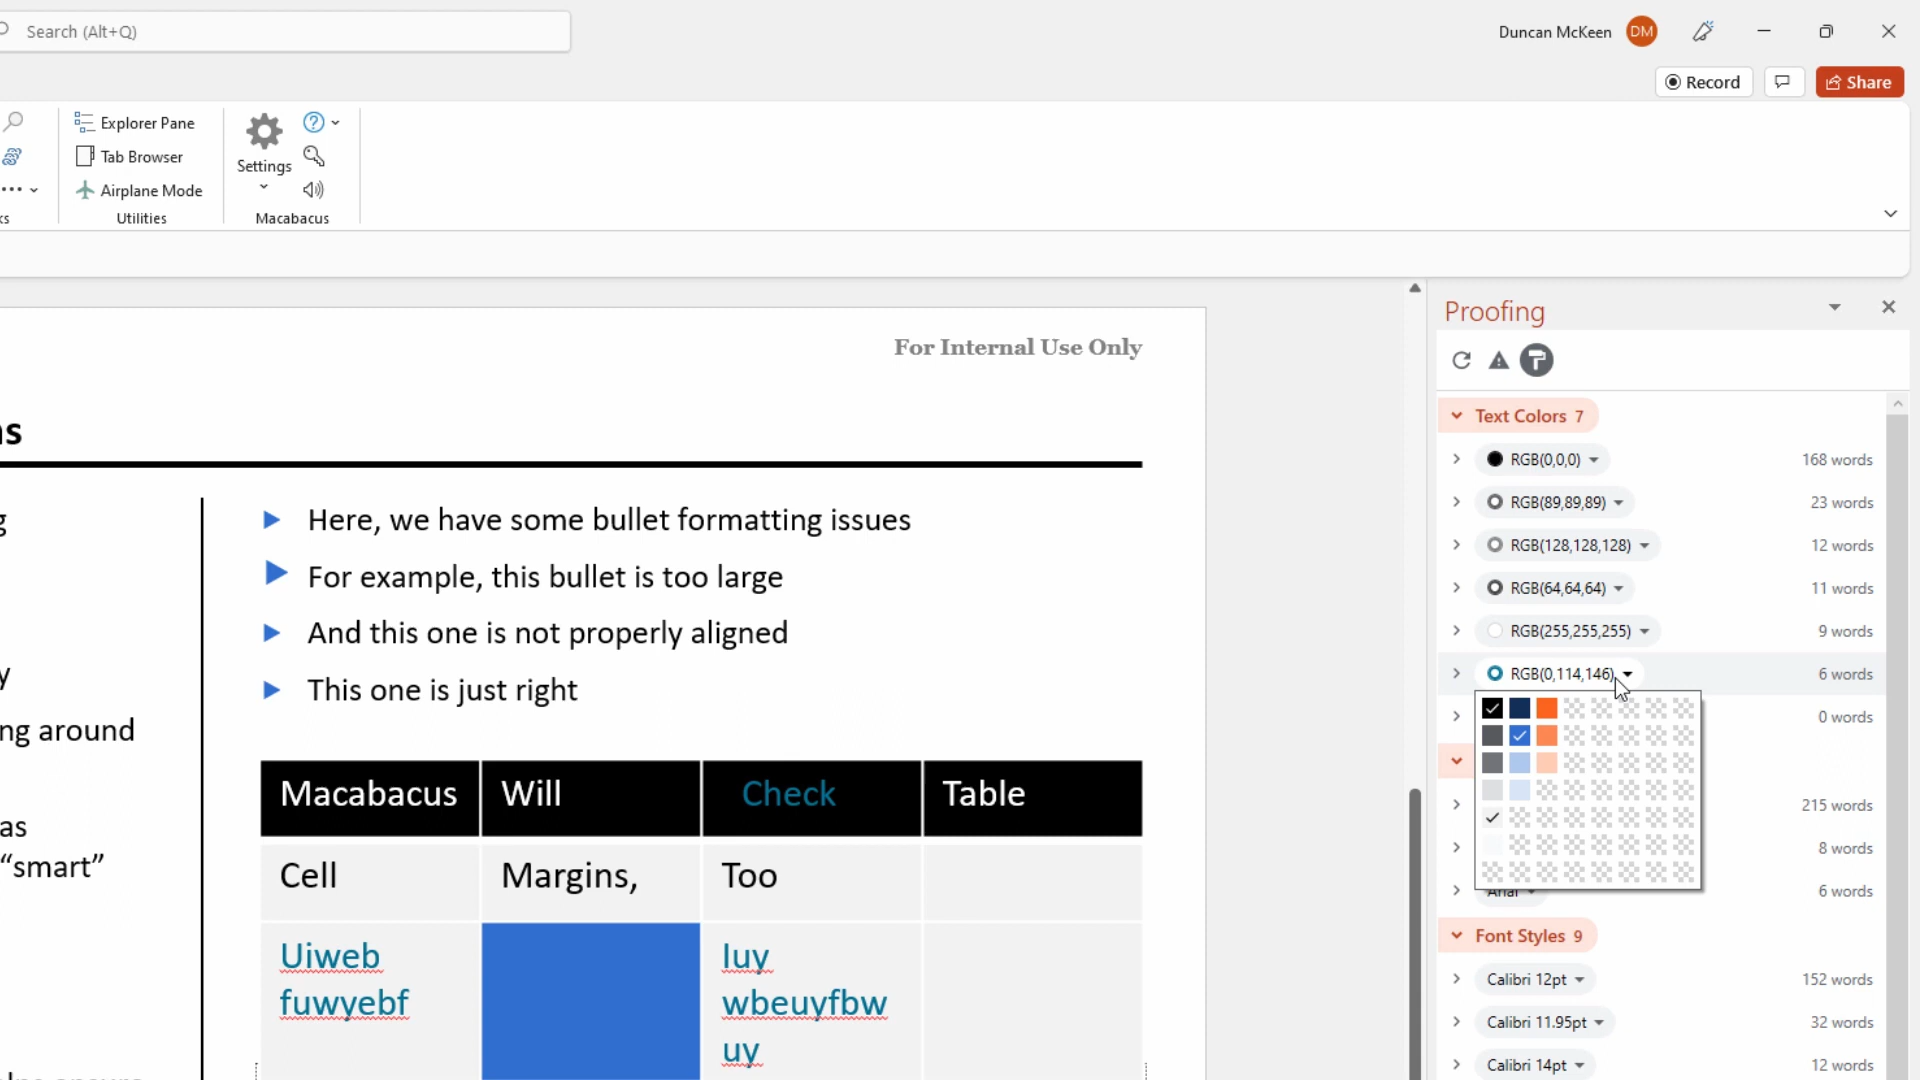 Search (Alt+Q)
Duncan McKeen DM
Record
Share
Explorer Pane
Tab Browser
Airplane Mode
Utilities
Settings
Macabacus
For Internal Use Only
Here, we have some bullet formatting issues
For example, this bullet is too large
And this one is not properly aligned
This one is just right
ng around
as
"smart"
Macabacus Will Check Table
Cell Margins, Too
Uiweb
fuwyebf
Iuy
wbeuyfbw
uy
Proofing
Text Colors 7
RGB(0,0,0) 168 words
RGB(89,89,89) 23 words
RGB(128,128,128) 12 words
RGB(64,64,64) 11 words
RGB(255,255,255) 9 words
RGB(0,114,146) 6 words
0 words
215 words
8 words
Arial 6 words
Font Styles 9
Calibri 12pt 152 words
Calibri 11.95pt 32 words
Calibri 14pt 12 words